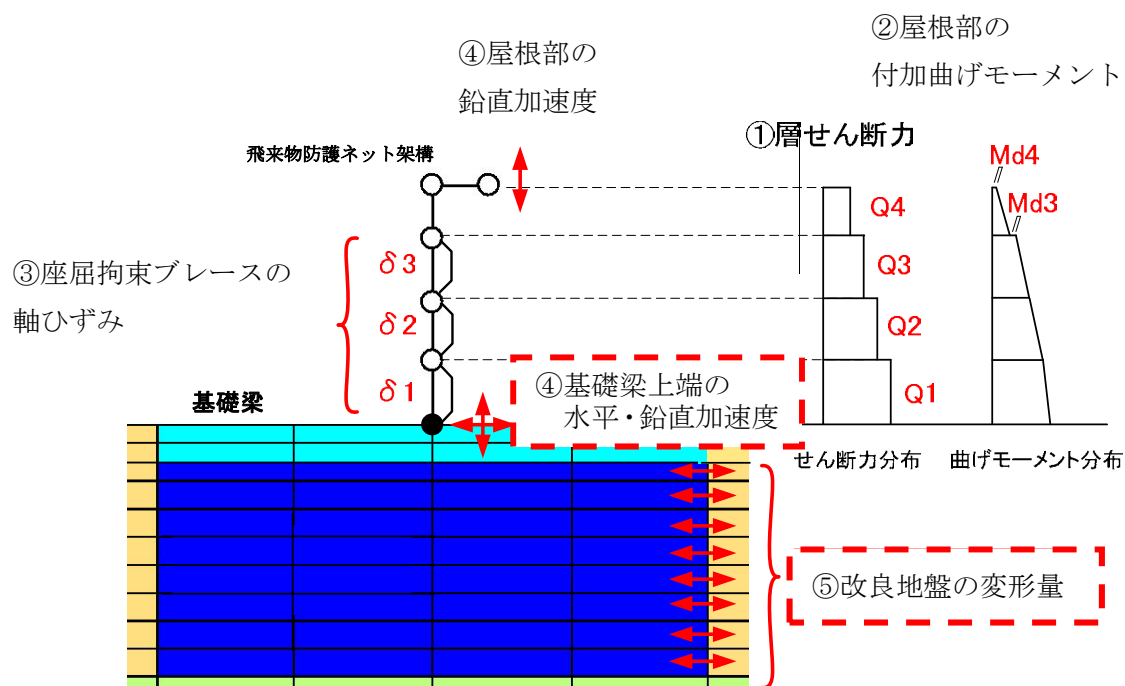 ②屋根部の
付加曲げモーメント
④屋根部の
鉛直加速度
①層せん断力
飛来物防護ネット架構
Md4
Md3
Q4
Q3
Q2
Q1
③座屈拘束ブレースの
軸ひずみ
δ3
δ2
δ1
④基礎梁上端の
水平・鉛直加速度
基礎梁
せん断力分布
曲げモーメント分布
⑤改良地盤の変形量